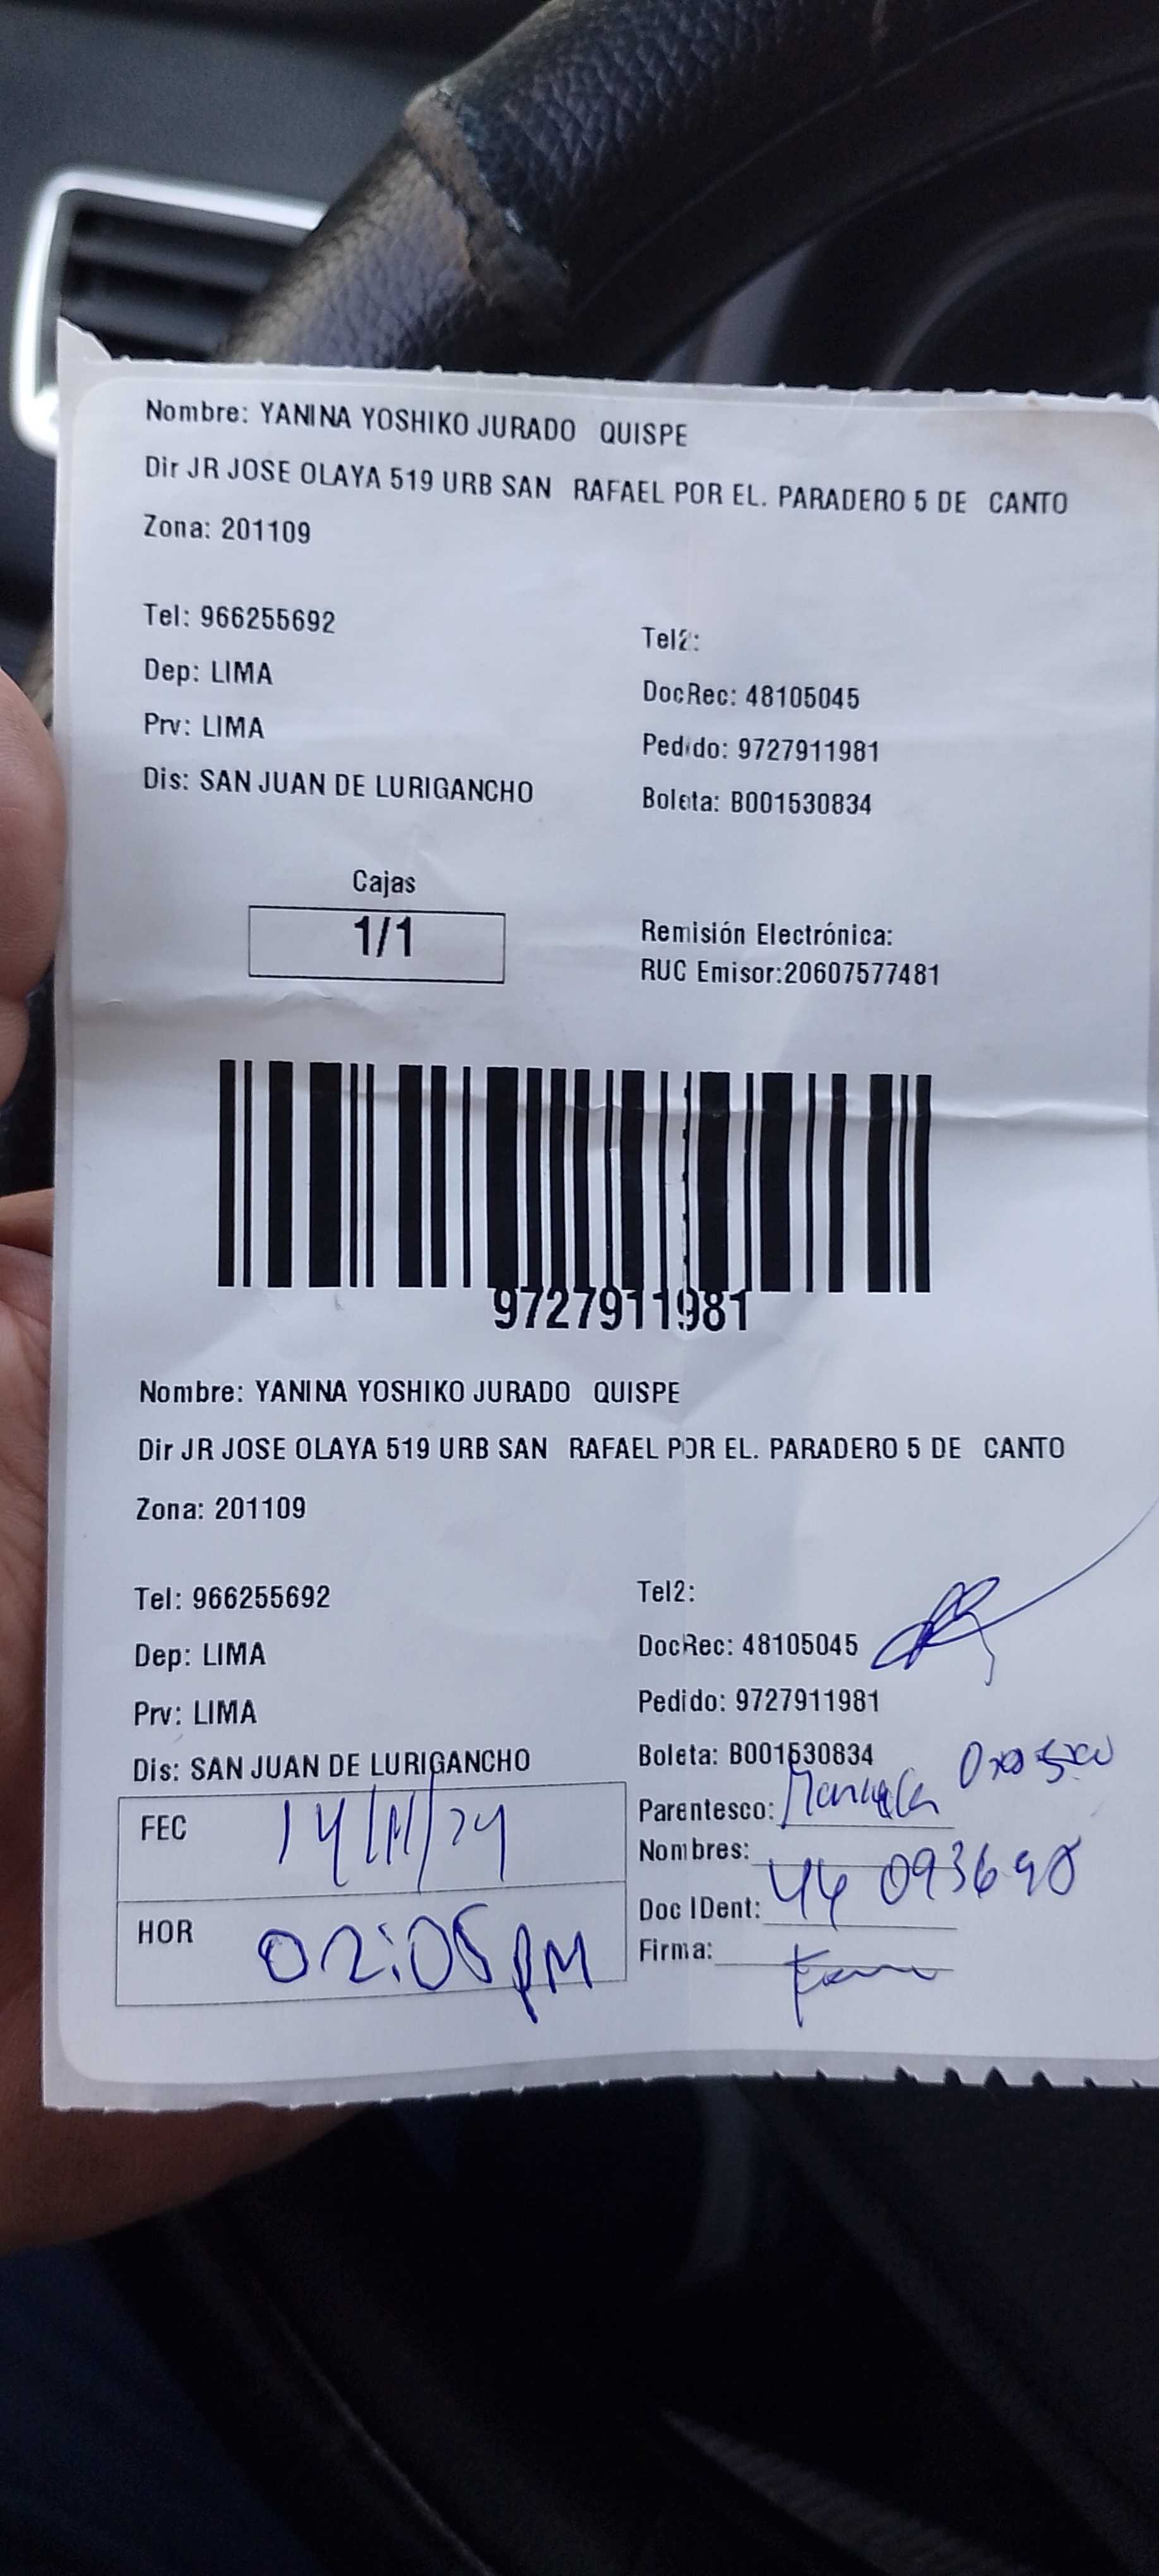 Nombre: YANINA YOSHIKO JURADO QUISPE
Dir JR JOSE OLAYA 519 URB SAN RAFAEL POR EL. PARADERO 5 DE CANTO
Zona: 201109
Tel: 966255692
Tel2:
Dep: LIMA
DocRec: 48105045
Prv: LIMA
Pedido: 9727911981
Dis: SAN JUAN DE LURIGANCHO
Boleta: B001530834
Cajas
1/1
Remisión Electrónica:
RUC Emisor:20607577481
9727911981
Nombre: YANINA YOSHIKO JURADO QUISPE
Dir JR JOSE OLAYA 519 URB SAN RAFAEL POR EL. PARADERO 5 DE CANTO
Zona: 201109
Tel: 966255692
Tel2:
Dep: LIMA
DocRec: 48105045
Prv: LIMA
Pedido: 9727911981
Dis: SAN JUAN DE LURIGANCHO
Boleta: B001530834
FEC 14/11/24
Parentesco:
Nombres:
Doc IDent:
HOR 02:05 PM
Firma: